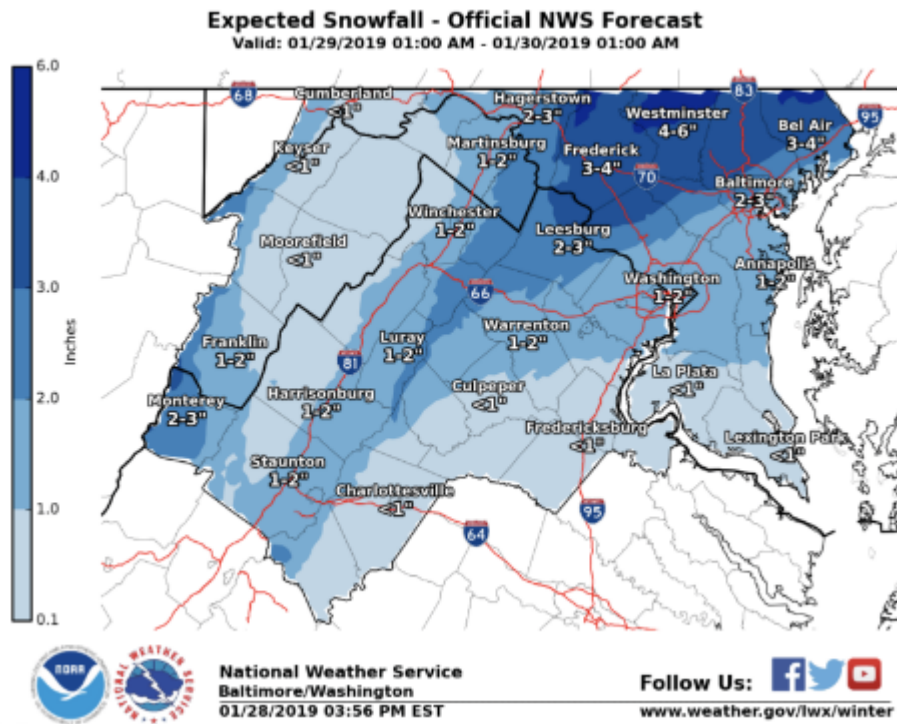 Expected Snowfall - Official NWS Forecast
Valid: 01/29/2019 01:00 AM - 01/30/2019 01:00 AM
6.0
4.0
3.0
2.0
1.0
0.1
Inches
68
83
95
Cumberland
<1"
Hagerstown
2-3"
Westminster
4-6"
Bel Air
3-4"
Keyser
<1"
Martinsburg
1-2"
Frederick
3-4"
70
Baltimore
2-3"
Winchester
1-2"
Leesburg
2-3"
Moorefield
<1"
Washington
1-2"
Annapolis
1-2"
66
Franklin
1-2"
Luray
1-2"
Warrenton
1-2"
81
La Plata
<1"
Monterey
2-3"
Harrisonburg
1-2"
Culpeper
<1"
Fredericksburg
<1"
Lexington Park
<1"
Staunton
1-2"
Charlottesville
<1"
95
64
NOAA
NATIONAL WEATHER SERVICE
National Weather Service
Baltimore/Washington
01/28/2019 03:56 PM EST
Follow Us:
www.weather.gov/lwx/winter